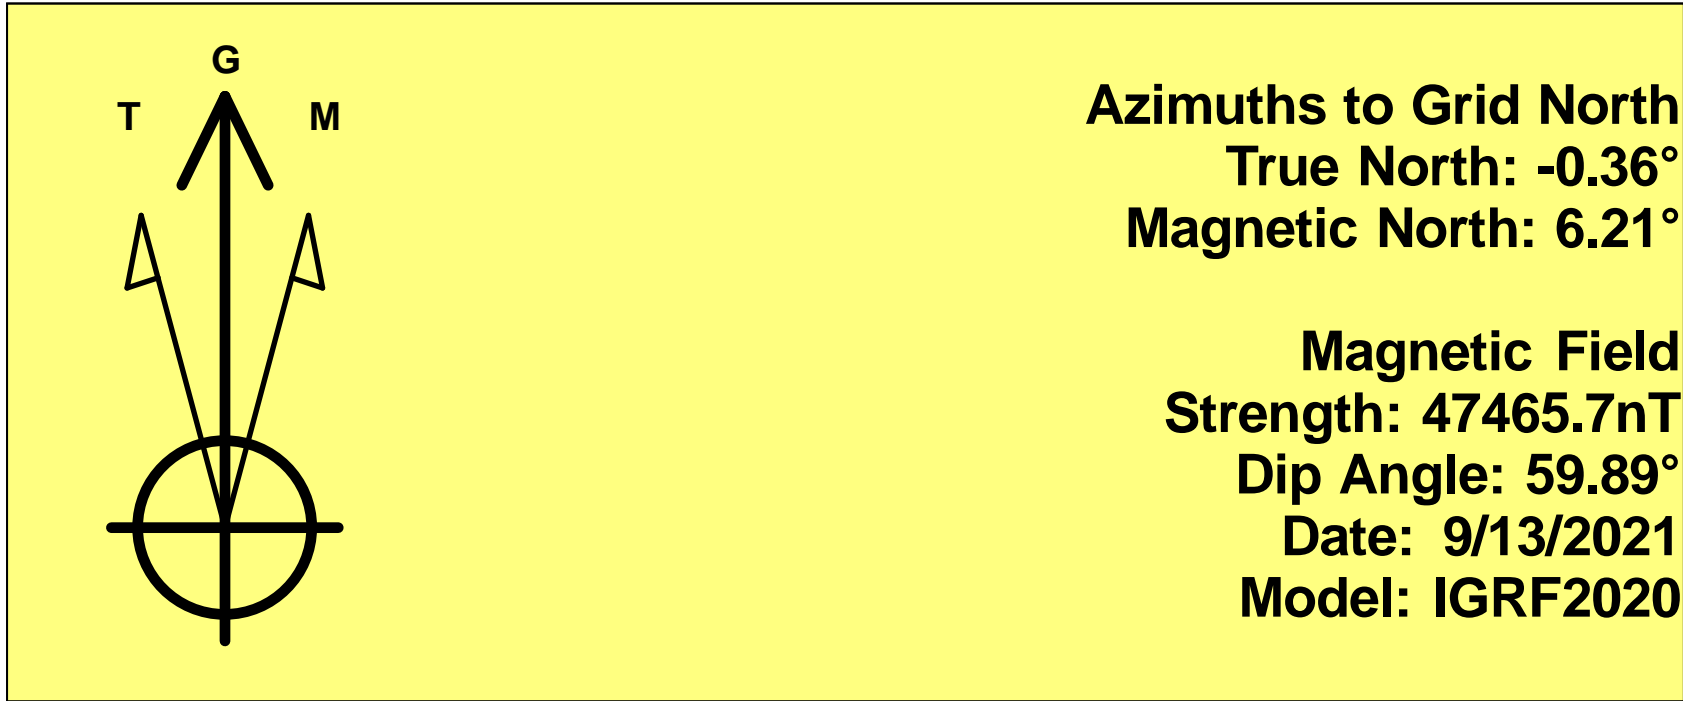 G
T M
Azimuths to Grid North
True North: -0.36°
Magnetic North: 6.21°
Magnetic Field
Strength: 47465.7nT
Dip Angle: 59.89°
Date: 9/13/2021
Model: IGRF2020